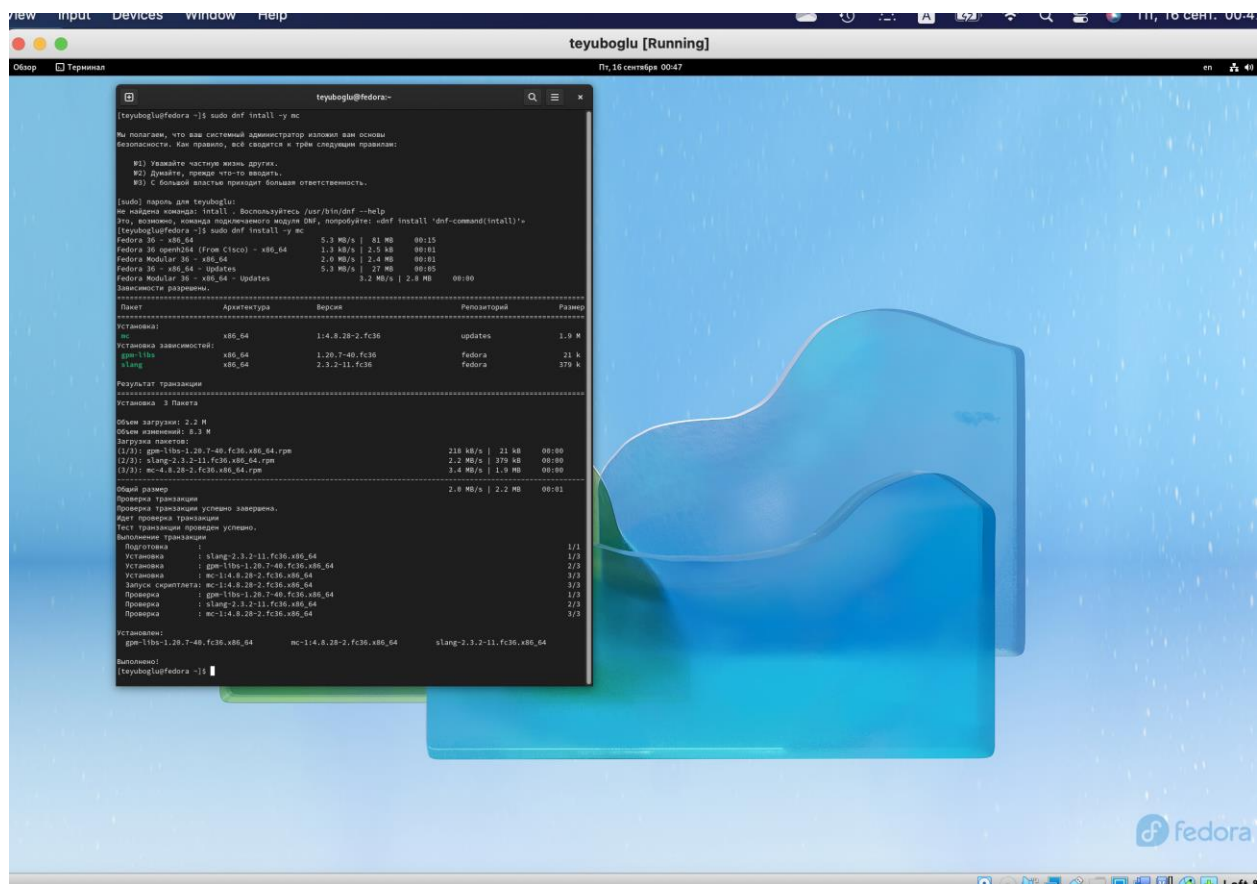 View Input Devices Window Help A Пт, 16 сент. 00:4
teyuboglu [Running]
Обзор Терминал Пт, 16 сентября 00:47 en
teyuboglu@fedora:~
[teyuboglu@fedora ~]$ sudo dnf intall -y mc
Мы полагаем, что ваш системный администратор изложил вам основы
безопасности. Как правило, всё сводится к трём следующим правилам:
№1) Уважайте частную жизнь других.
№2) Думайте, прежде что-то вводить.
№3) С большой властью приходит большая ответственность.
[sudo] пароль для teyuboglu:
Не найдена команда: intall . Воспользуйтесь /usr/bin/dnf --help
Это, возможно, команда подключаемого модуля DNF, попробуйте: «dnf install 'dnf-command(intall)'»
[teyuboglu@fedora ~]$ sudo dnf install -y mc
Fedora 36 - x86_64 5.3 MB/s | 81 MB 00:15
Fedora 36 openh264 (From Cisco) - x86_64 1.3 kB/s | 2.5 kB 00:01
Fedora Modular 36 - x86_64 2.0 MB/s | 2.4 MB 00:01
Fedora 36 - x86_64 - Updates 5.3 MB/s | 27 MB 00:05
Fedora Modular 36 - x86_64 - Updates 3.2 MB/s | 2.8 MB 00:00
Зависимости разрешены.
Пакет Архитектура Версия Репозиторий Размер
Установка:
mc x86_64 1:4.8.28-2.fc36 updates 1.9 M
Установка зависимостей:
gpm-libs x86_64 1.20.7-40.fc36 fedora 21 k
slang x86_64 2.3.2-11.fc36 fedora 379 k
Результат транзакции
Установка 3 Пакета
Объем загрузки: 2.2 M
Объем изменений: 8.3 M
Загрузка пакетов:
(1/3): gpm-libs-1.20.7-40.fc36.x86_64.rpm 218 kB/s | 21 kB 00:00
(2/3): slang-2.3.2-11.fc36.x86_64.rpm 2.2 MB/s | 379 kB 00:00
(3/3): mc-4.8.28-2.fc36.x86_64.rpm 3.4 MB/s | 1.9 MB 00:00
Общий размер 2.0 MB/s | 2.2 MB 00:01
Проверка транзакции
Проверка транзакции успешно завершена.
Идет проверка транзакции
Тест транзакции проведен успешно.
Выполнение транзакции
Подготовка : 1/1
Установка : slang-2.3.2-11.fc36.x86_64 1/3
Установка : gpm-libs-1.20.7-40.fc36.x86_64 2/3
Установка : mc-1:4.8.28-2.fc36.x86_64 3/3
Запуск скриптлета: mc-1:4.8.28-2.fc36.x86_64 3/3
Проверка : gpm-libs-1.20.7-40.fc36.x86_64 1/3
Проверка : slang-2.3.2-11.fc36.x86_64 2/3
Проверка : mc-1:4.8.28-2.fc36.x86_64 3/3
Установлен:
gpm-libs-1.20.7-40.fc36.x86_64 mc-1:4.8.28-2.fc36.x86_64 slang-2.3.2-11.fc36.x86_64
Выполнено!
[teyuboglu@fedora ~]$
fedora
Left